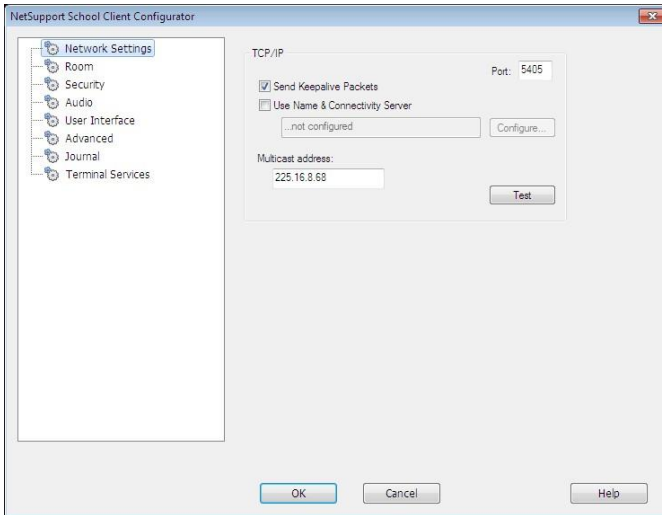 NetSupport School Client Configurator
Network Settings
Room
Security
Audio
User Interface
Advanced
Journal
Terminal Services
TCP/IP
Port: 5405
Send Keepalive Packets
Use Name & Connectivity Server
...not configured
Configure...
Multicast address:
225.16.8.68
Test
OK
Cancel
Help